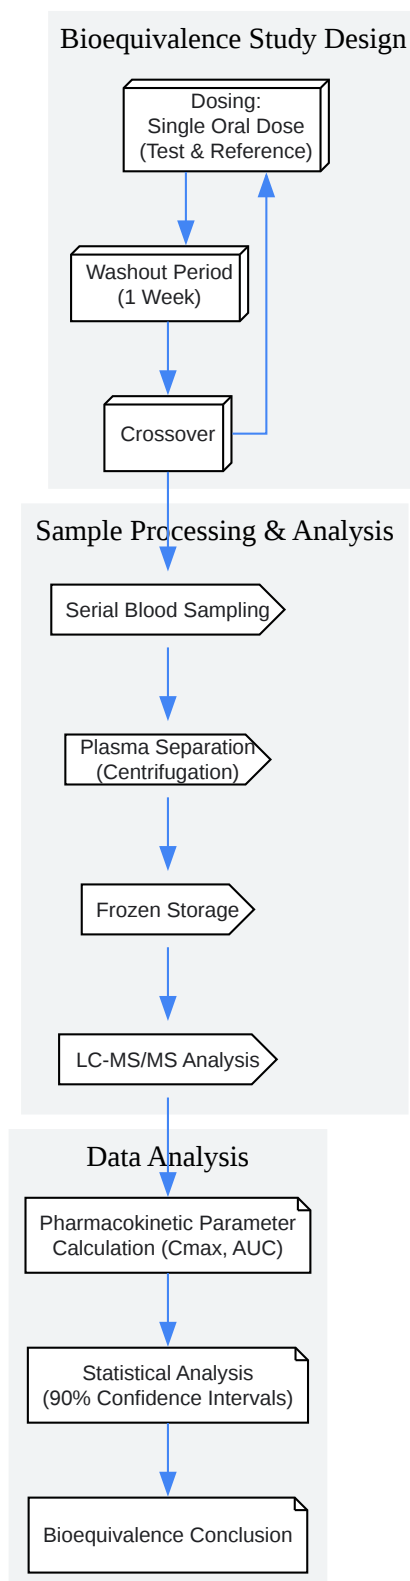 Bioequivalence Study Design
Dosing:
Single Oral Dose
(Test & Reference)
Washout Period
(1 Week)
Crossover
Sample Processing & Analysis
Serial Blood Sampling
Plasma Separation
(Centrifugation)
Frozen Storage
LC-MS/MS Analysis
Data Analysis
Pharmacokinetic Parameter
Calculation (Cmax, AUC)
Statistical Analysis
(90% Confidence Intervals)
Bioequivalence Conclusion